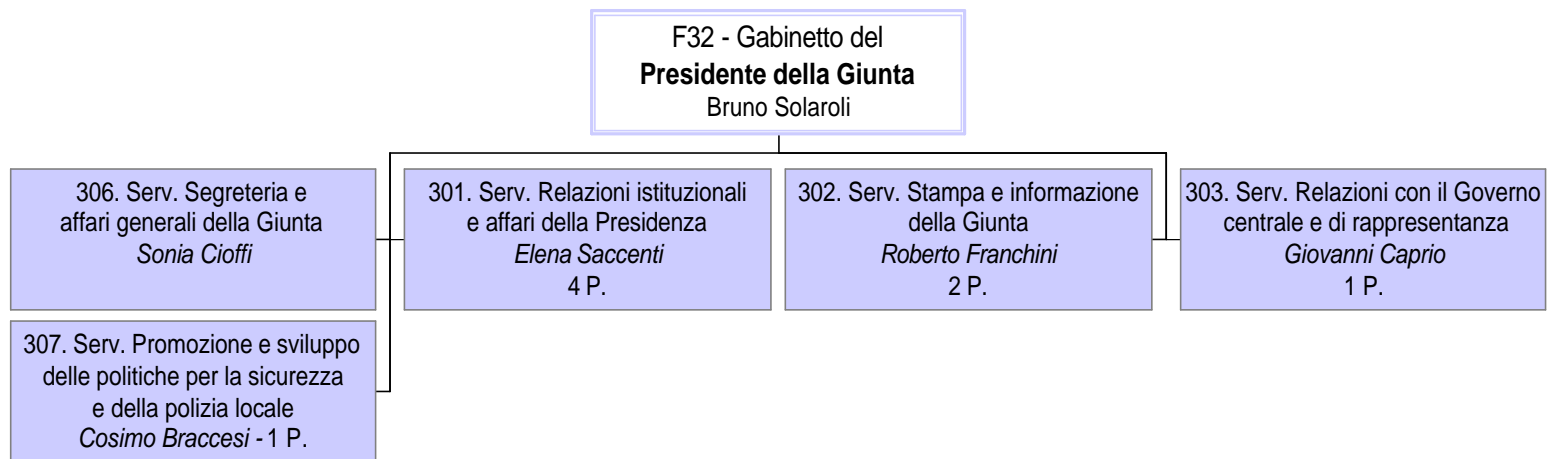 F32 - Gabinetto del
Presidente della Giunta
Bruno Solaroli
306. Serv. Segreteria e
affari generali della Giunta
Sonia Cioffi
301. Serv. Relazioni istituzionali
e affari della Presidenza
Elena Saccenti
4 P.
302. Serv. Stampa e informazione
della Giunta
Roberto Franchini
2 P.
303. Serv. Relazioni con il Governo
centrale e di rappresentanza
Giovanni Caprio
1 P.
307. Serv. Promozione e sviluppo
delle politiche per la sicurezza
e della polizia locale
Cosimo Braccesi - 1 P.